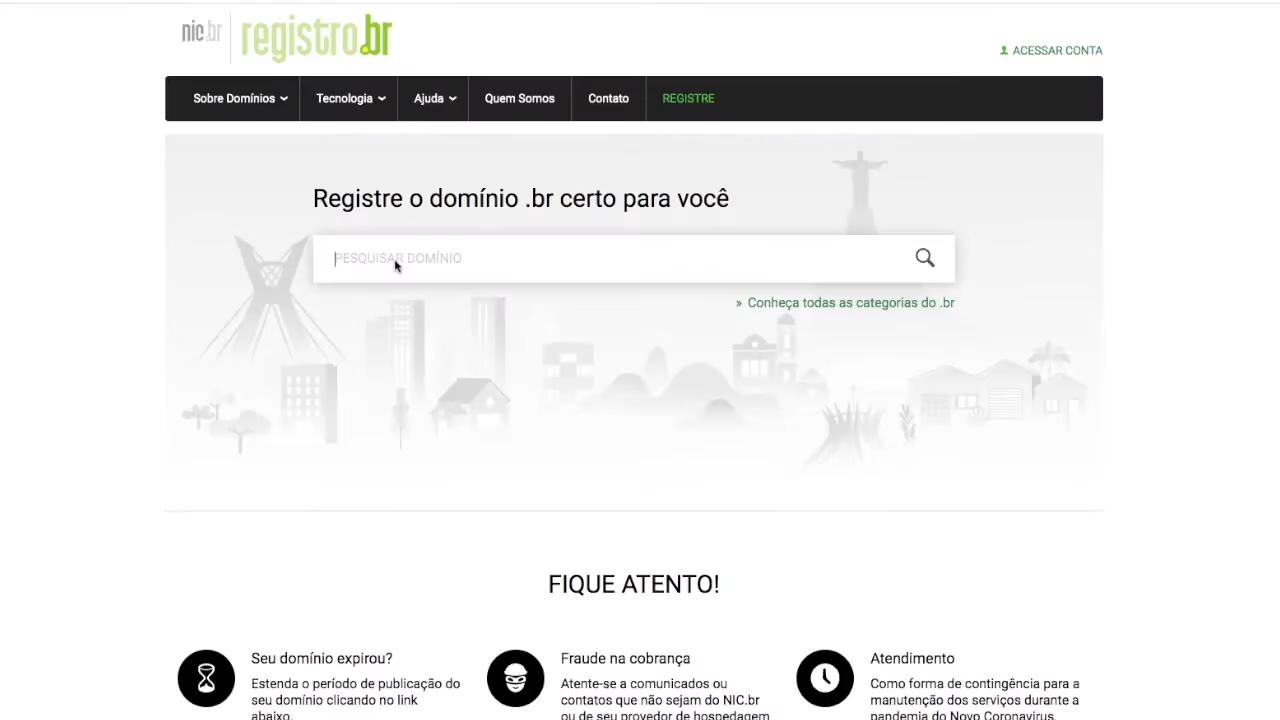 nic.br registro.br
ACESSAR CONTA
Sobre Domínios Tecnologia Ajuda Quem Somos Contato REGISTRE
Registre o domínio .br certo para você
PESQUISAR DOMÍNIO
» Conheça todas as categorias do .br
FIQUE ATENTO!
Seu domínio expirou?
Estenda o período de publicação do
seu domínio clicando no link
abaixo.
Fraude na cobrança
Atente-se a comunicados ou
contatos que não sejam do NIC.br
ou de seu provedor de hospedagem
Atendimento
Como forma de contingência para a
manutenção dos serviços durante a
pandemia do Novo Coronavirus,